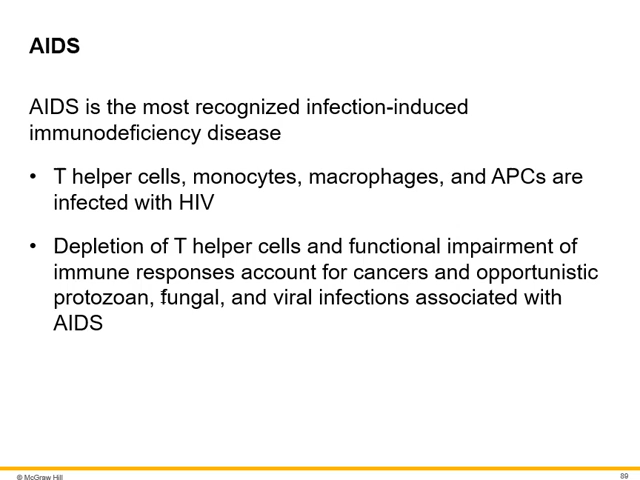 AIDS
AIDS is the most recognized infection-induced
immunodeficiency disease
• T helper cells, monocytes, macrophages, and APCs are
infected with HIV
• Depletion of T helper cells and functional impairment of
immune responses account for cancers and opportunistic
protozoan, fungal, and viral infections associated with
AIDS
© McGraw Hill
89